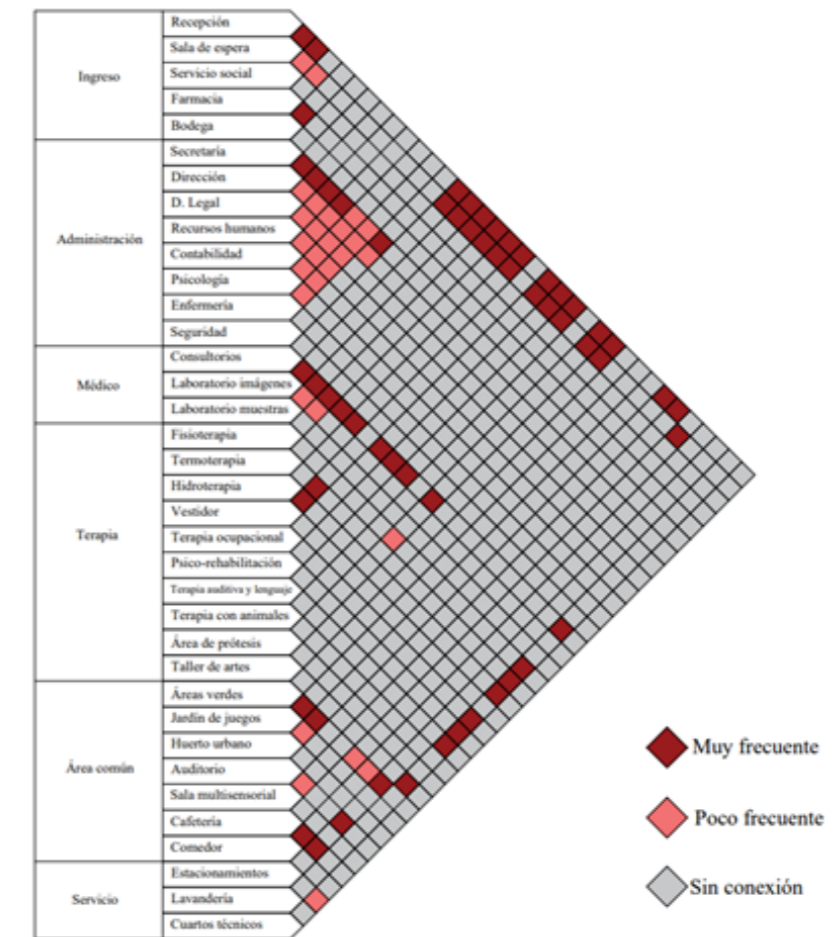 Ingreso
Recepción
Sala de espera
Servicio social
Farmacia
Bodega
Administración
Secretaría
Dirección
D. Legal
Recursos humanos
Contabilidad
Psicología
Enfermería
Seguridad
Médico
Consultorios
Laboratorio imágenes
Laboratorio muestras
Terapia
Fisioterapia
Termoterapia
Hidroterapia
Vestidor
Terapia ocupacional
Psico-rehabilitación
Terapia auditiva y lenguaje
Terapia con animales
Área de prótesis
Taller de artes
Área común
Áreas verdes
Jardín de juegos
Huerto urbano
Auditorio
Sala multisensorial
Cafetería
Comedor
Servicio
Estacionamientos
Lavandería
Cuartos técnicos
Muy frecuente
Poco frecuente
Sin conexión